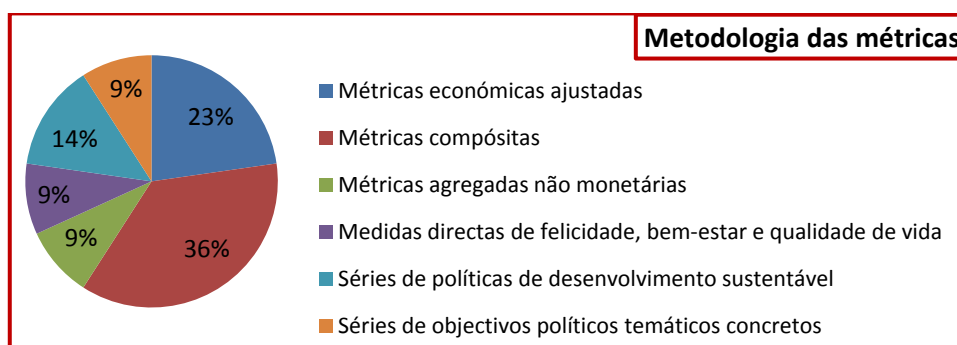 Metodologia das métricas
9%
23%
14%
9%
9%
36%
Métricas económicas ajustadas
Métricas compósitas
Métricas agregadas não monetárias
Medidas directas de felicidade, bem-estar e qualidade de vida
Séries de políticas de desenvolvimento sustentável
Séries de objectivos políticos temáticos concretos